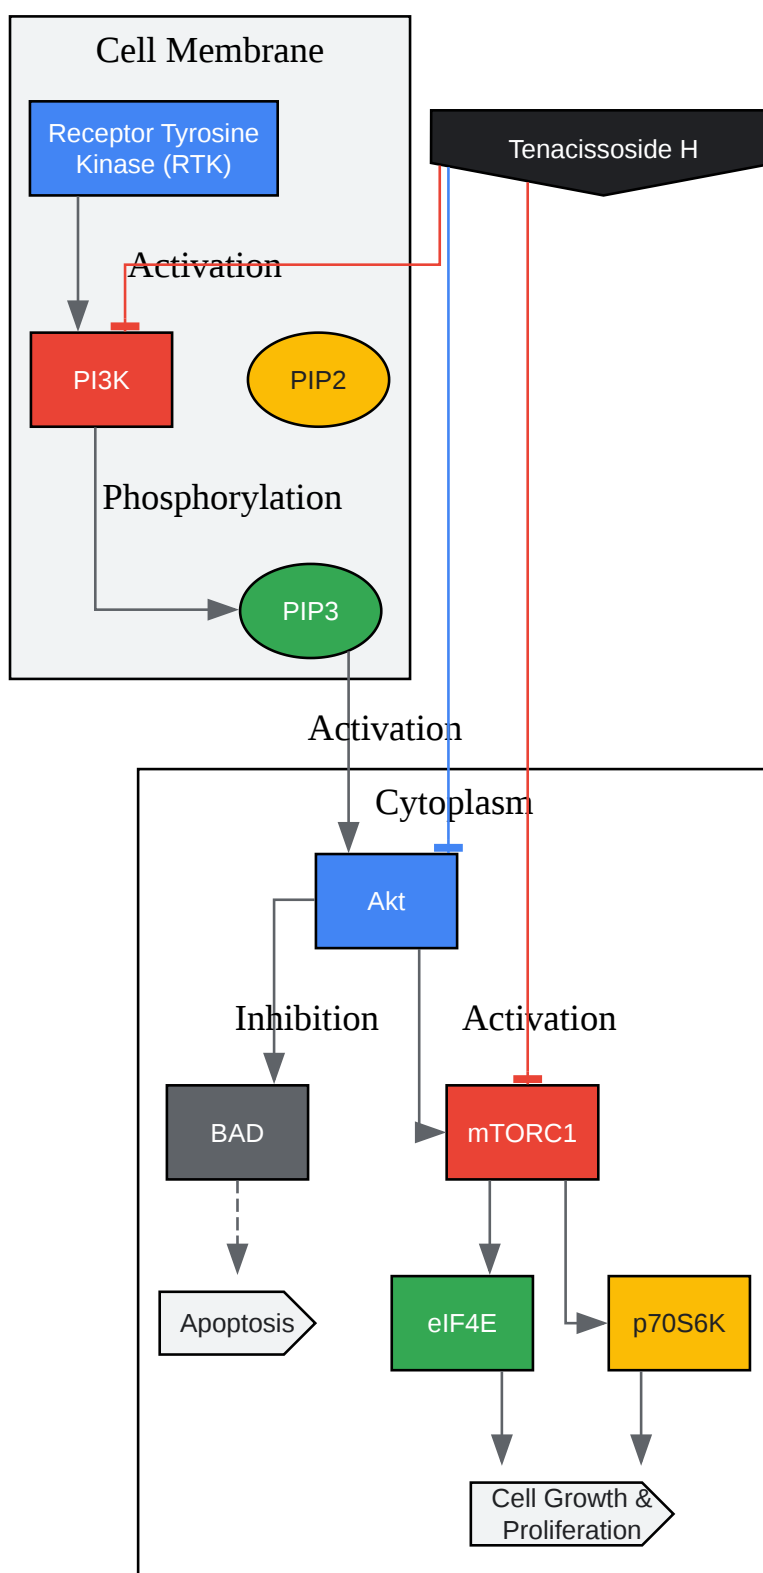 Cell Membrane
Receptor Tyrosine
Kinase (RTK)
Tenacissoside H
Activation
PI3K
PIP2
Phosphorylation
PIP3
Activation
Cytoplasm
Akt
Inhibition
Activation
BAD
mTORC1
Apoptosis
eIF4E
p70S6K
Cell Growth &
Proliferation